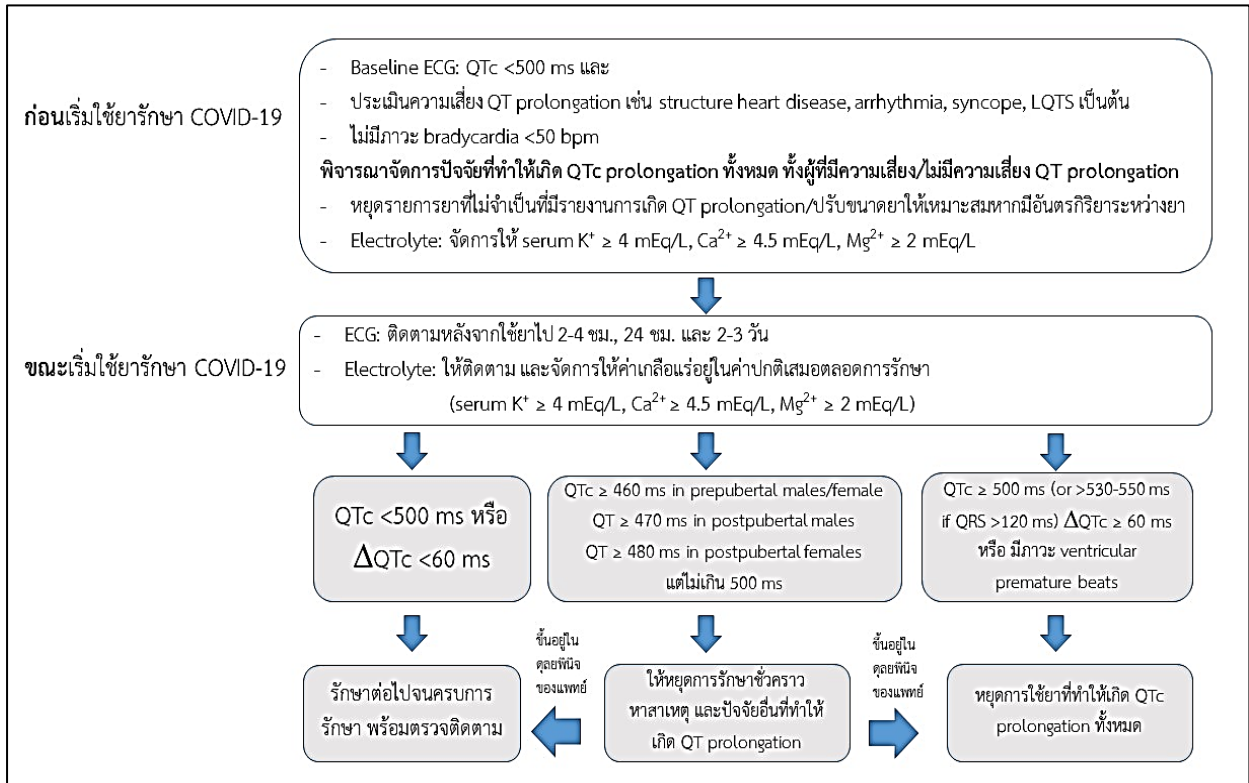 ก่อนเริ่มใช้ยารักษา COVID-19
- Baseline ECG: QTc <500 ms และ
- ประเมินความเสี่ยง QT prolongation เช่น structure heart disease, arrhythmia, syncope, LQTS เป็นต้น
- ไม่มีภาวะ bradycardia <50 bpm
พิจารณาจัดการปัจจัยที่ทำให้เกิด QTc prolongation ทั้งหมด ทั้งผู้ที่มีความเสี่ยง/ไม่มีความเสี่ยง QT prolongation
- หยุดรายการยาที่ไม่จำเป็นที่มีรายงานการเกิด QT prolongation/ปรับขนาดยาให้เหมาะสมหากมีอันตรกิริยาระหว่างยา
- Electrolyte: จัดการให้ serum K⁺ ≥ 4 mEq/L, Ca²⁺ ≥ 4.5 mEq/L, Mg²⁺ ≥ 2 mEq/L
ขณะเริ่มใช้ยารักษา COVID-19
- ECG: ติดตามหลังจากใช้ยาไป 2-4 ชม., 24 ชม. และ 2-3 วัน
- Electrolyte: ให้ติดตาม และจัดการให้ค่าเกลือแร่อยู่ในค่าปกติเสมอตลอดการรักษา
(serum K⁺ ≥ 4 mEq/L, Ca²⁺ ≥ 4.5 mEq/L, Mg²⁺ ≥ 2 mEq/L)
QTc <500 ms หรือ
ΔQTc <60 ms
QTc ≥ 460 ms in prepubertal males/female
QT ≥ 470 ms in postpubertal males
QT ≥ 480 ms in postpubertal females
แต่ไม่เกิน 500 ms
QTc ≥ 500 ms (or >530-550 ms
if QRS >120 ms) ΔQTc ≥ 60 ms
หรือ มีภาวะ ventricular
premature beats
รักษาต่อไปจนครบการ
รักษา พร้อมตรวจติดตาม
ขึ้นอยู่ใน
ดุลยพินิจ
ของแพทย์
ให้หยุดการรักษาชั่วคราว
หาสาเหตุ และปัจจัยอื่นที่ทำให้
เกิด QT prolongation
ขึ้นอยู่ใน
ดุลยพินิจ
ของแพทย์
หยุดการใช้ยาที่ทำให้เกิด QTc
prolongation ทั้งหมด